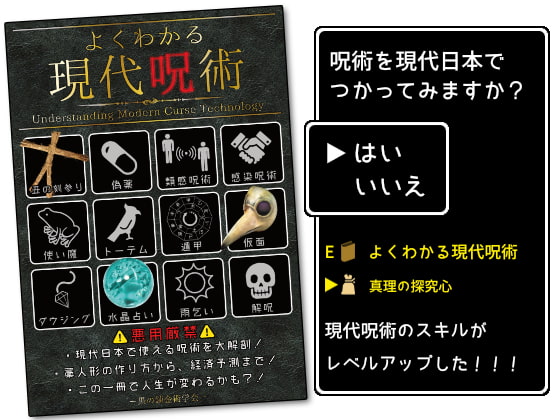 よくわかる
現代呪術
Understanding Modern Curse Technology
丑の刻参り
偽薬
類感呪術
感染呪術
使い魔
トーテム
遁甲
仮面
ダウジング
水晶占い
雨乞い
解呪
悪用厳禁
・現代日本で使える呪術を大解剖！
・藁人形の作り方から、経済予測まで！
・この一冊で人生が変わるかも？！
黒の錬金術学会
呪術を現代日本で
つかってみますか？
▶ はい
いいえ
E よくわかる現代呪術
▶ 真理の探究心
現代呪術のスキルが
レベルアップした！！！